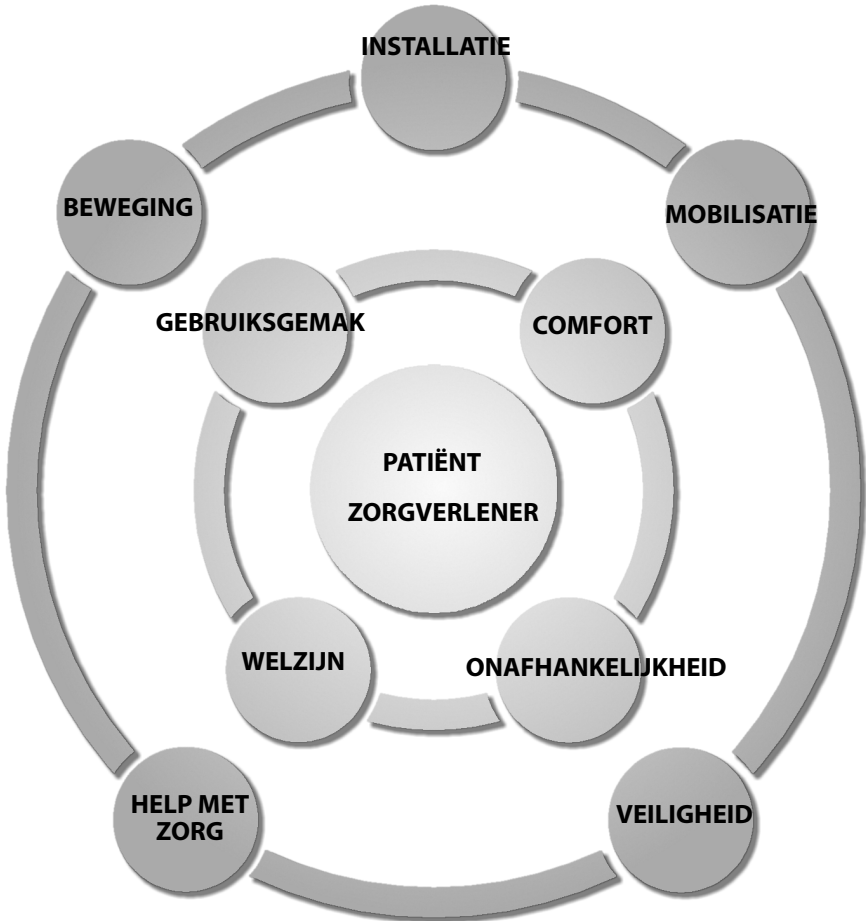 INSTALLATIE
BEWEGING
MOBILISATIE
GEBRUIKSGEMAK
COMFORT
PATIËNT
ZORGVERLENER
WELZIJN
ONAFHANKELIJKHEID
HELP MET
ZORG
VEILIGHEID